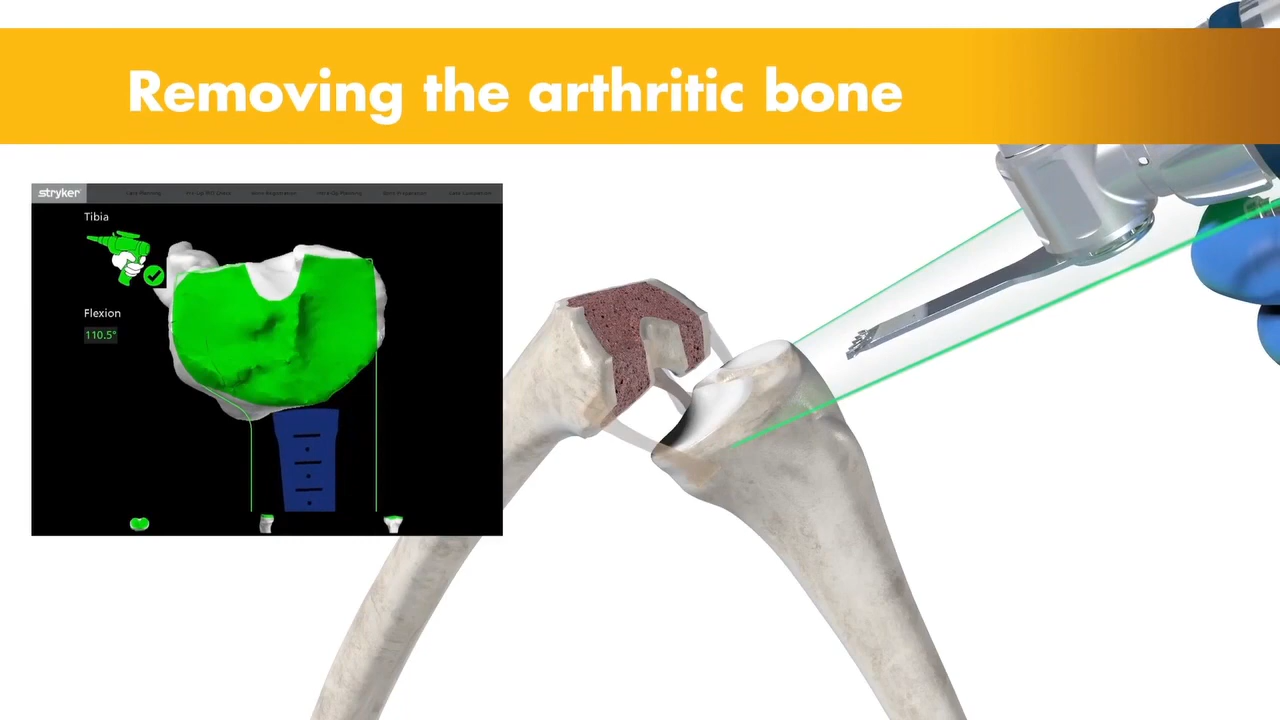 Removing the arthritic bone
stryker
Tibia
Flexion
110.5°